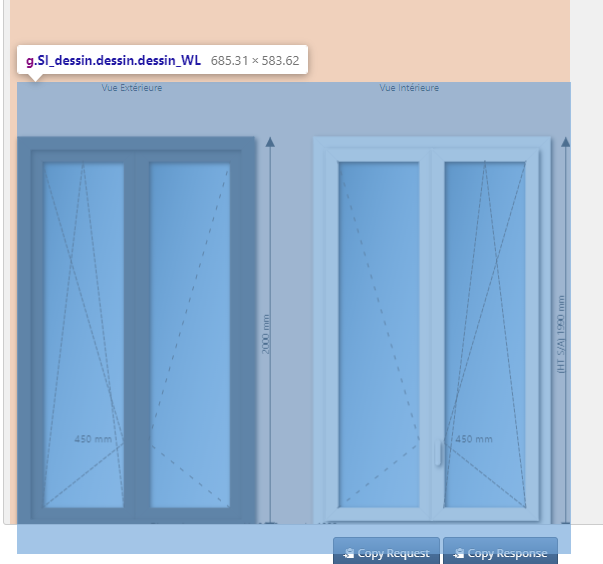 g.SI_dessin.dessin.dessin_WL 685.31 × 583.62
Vue Extérieure
Vue Intérieure
2000 mm
(HT S/A) 1990 mm
450 mm
450 mm
Copy Request
Copy Response